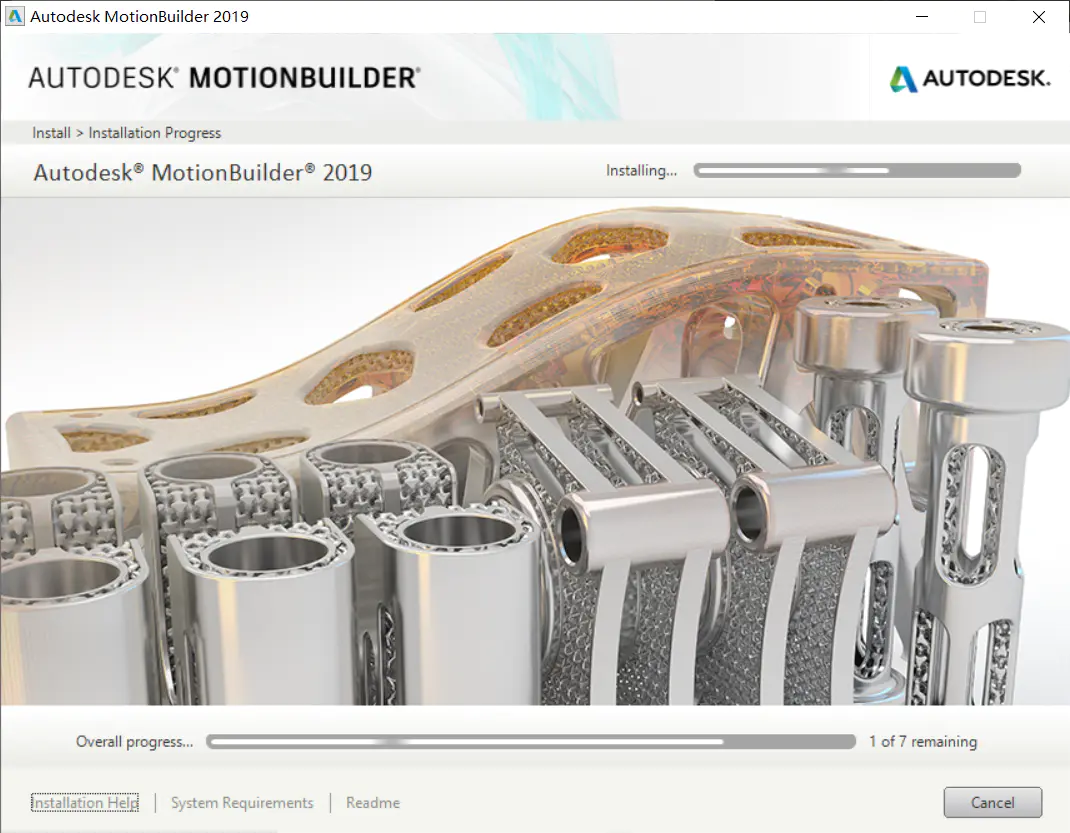 Autodesk MotionBuilder 2019
AUTODESK® MOTIONBUILDER®
AUTODESK.
Install > Installation Progress
Autodesk® MotionBuilder® 2019
Installing...
Overall progress...
1 of 7 remaining
Installation Help
System Requirements
Readme
Cancel